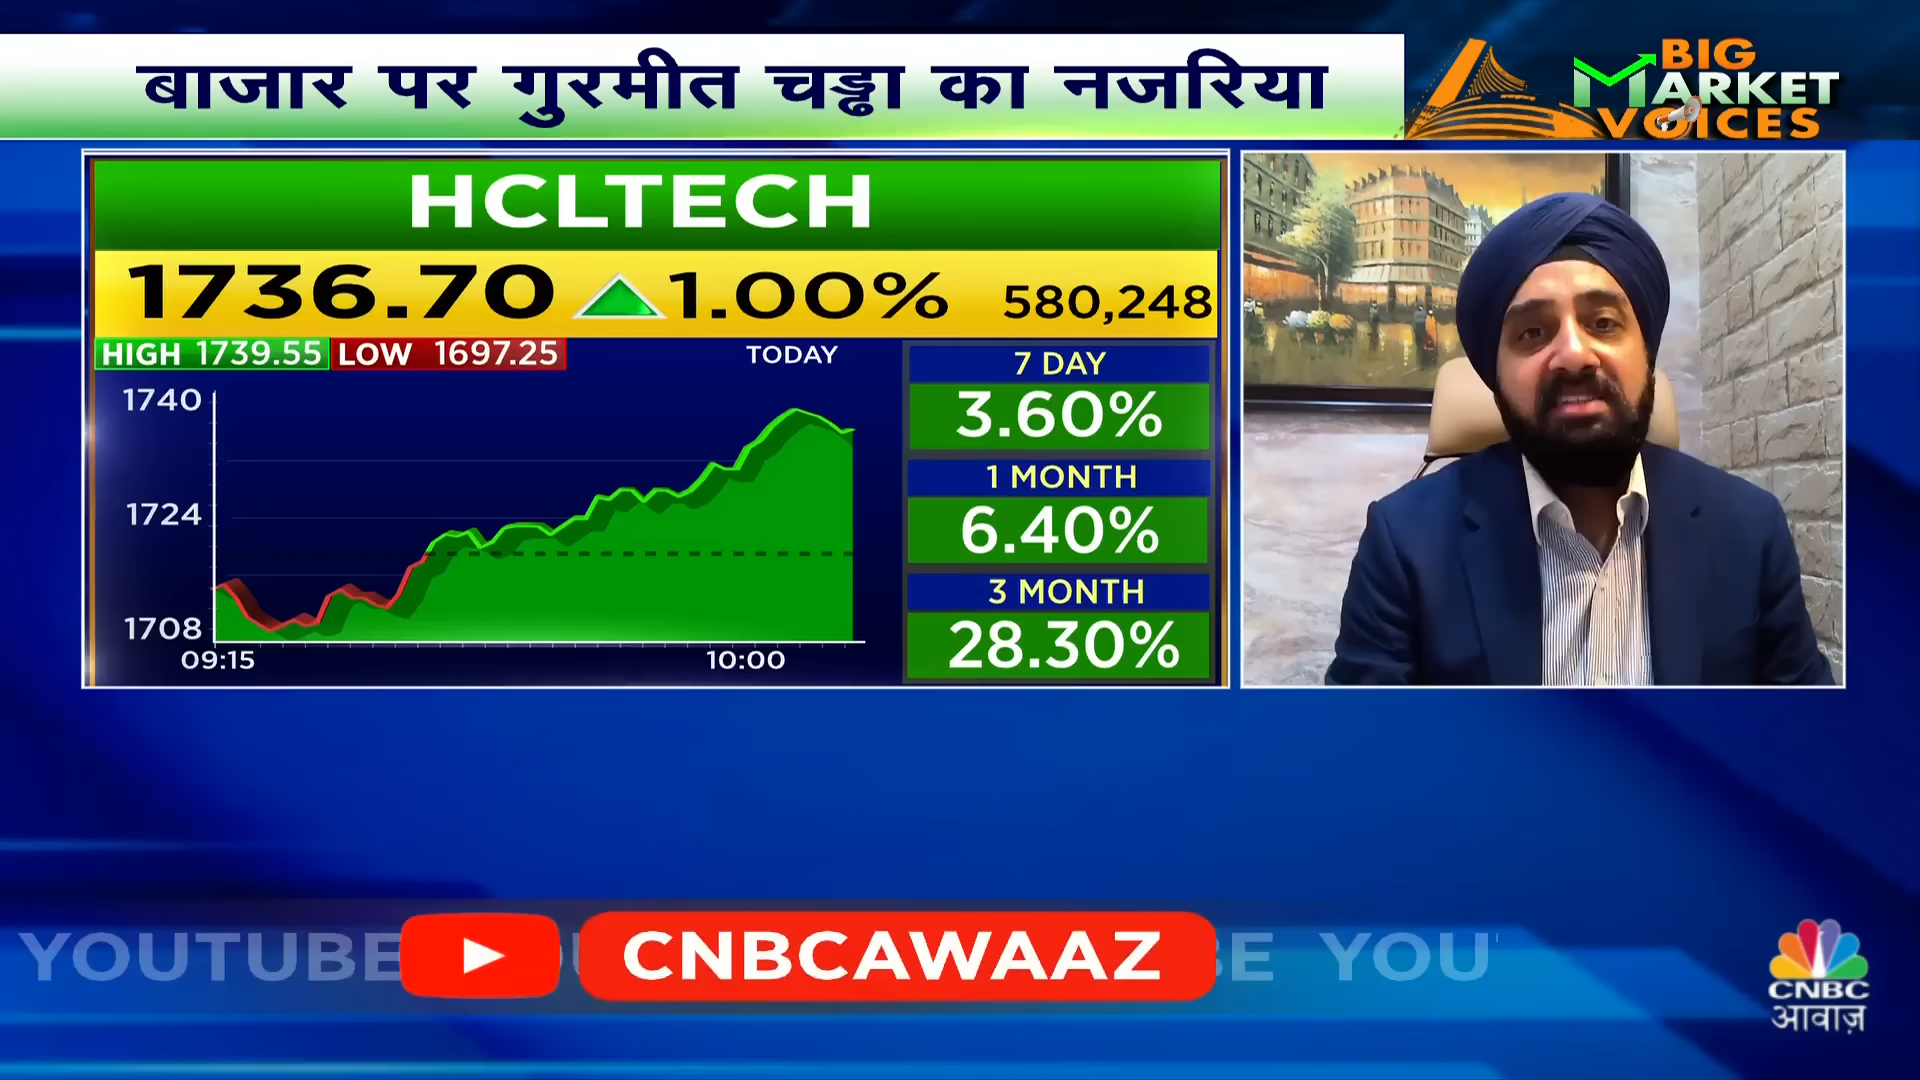 बाजार पर गुरमीत चड्ढा का नजरिया
BIG
MARKET
VOICES
HCLTECH
1736.70 1.00% 580,248
HIGH 1739.55 LOW 1697.25 TODAY
1740
1724
1708
09:15 10:00
7 DAY
3.60%
1 MONTH
6.40%
3 MONTH
28.30%
YOUTUBE CNBCAWAAZ YOU
CNBC
आवाज़